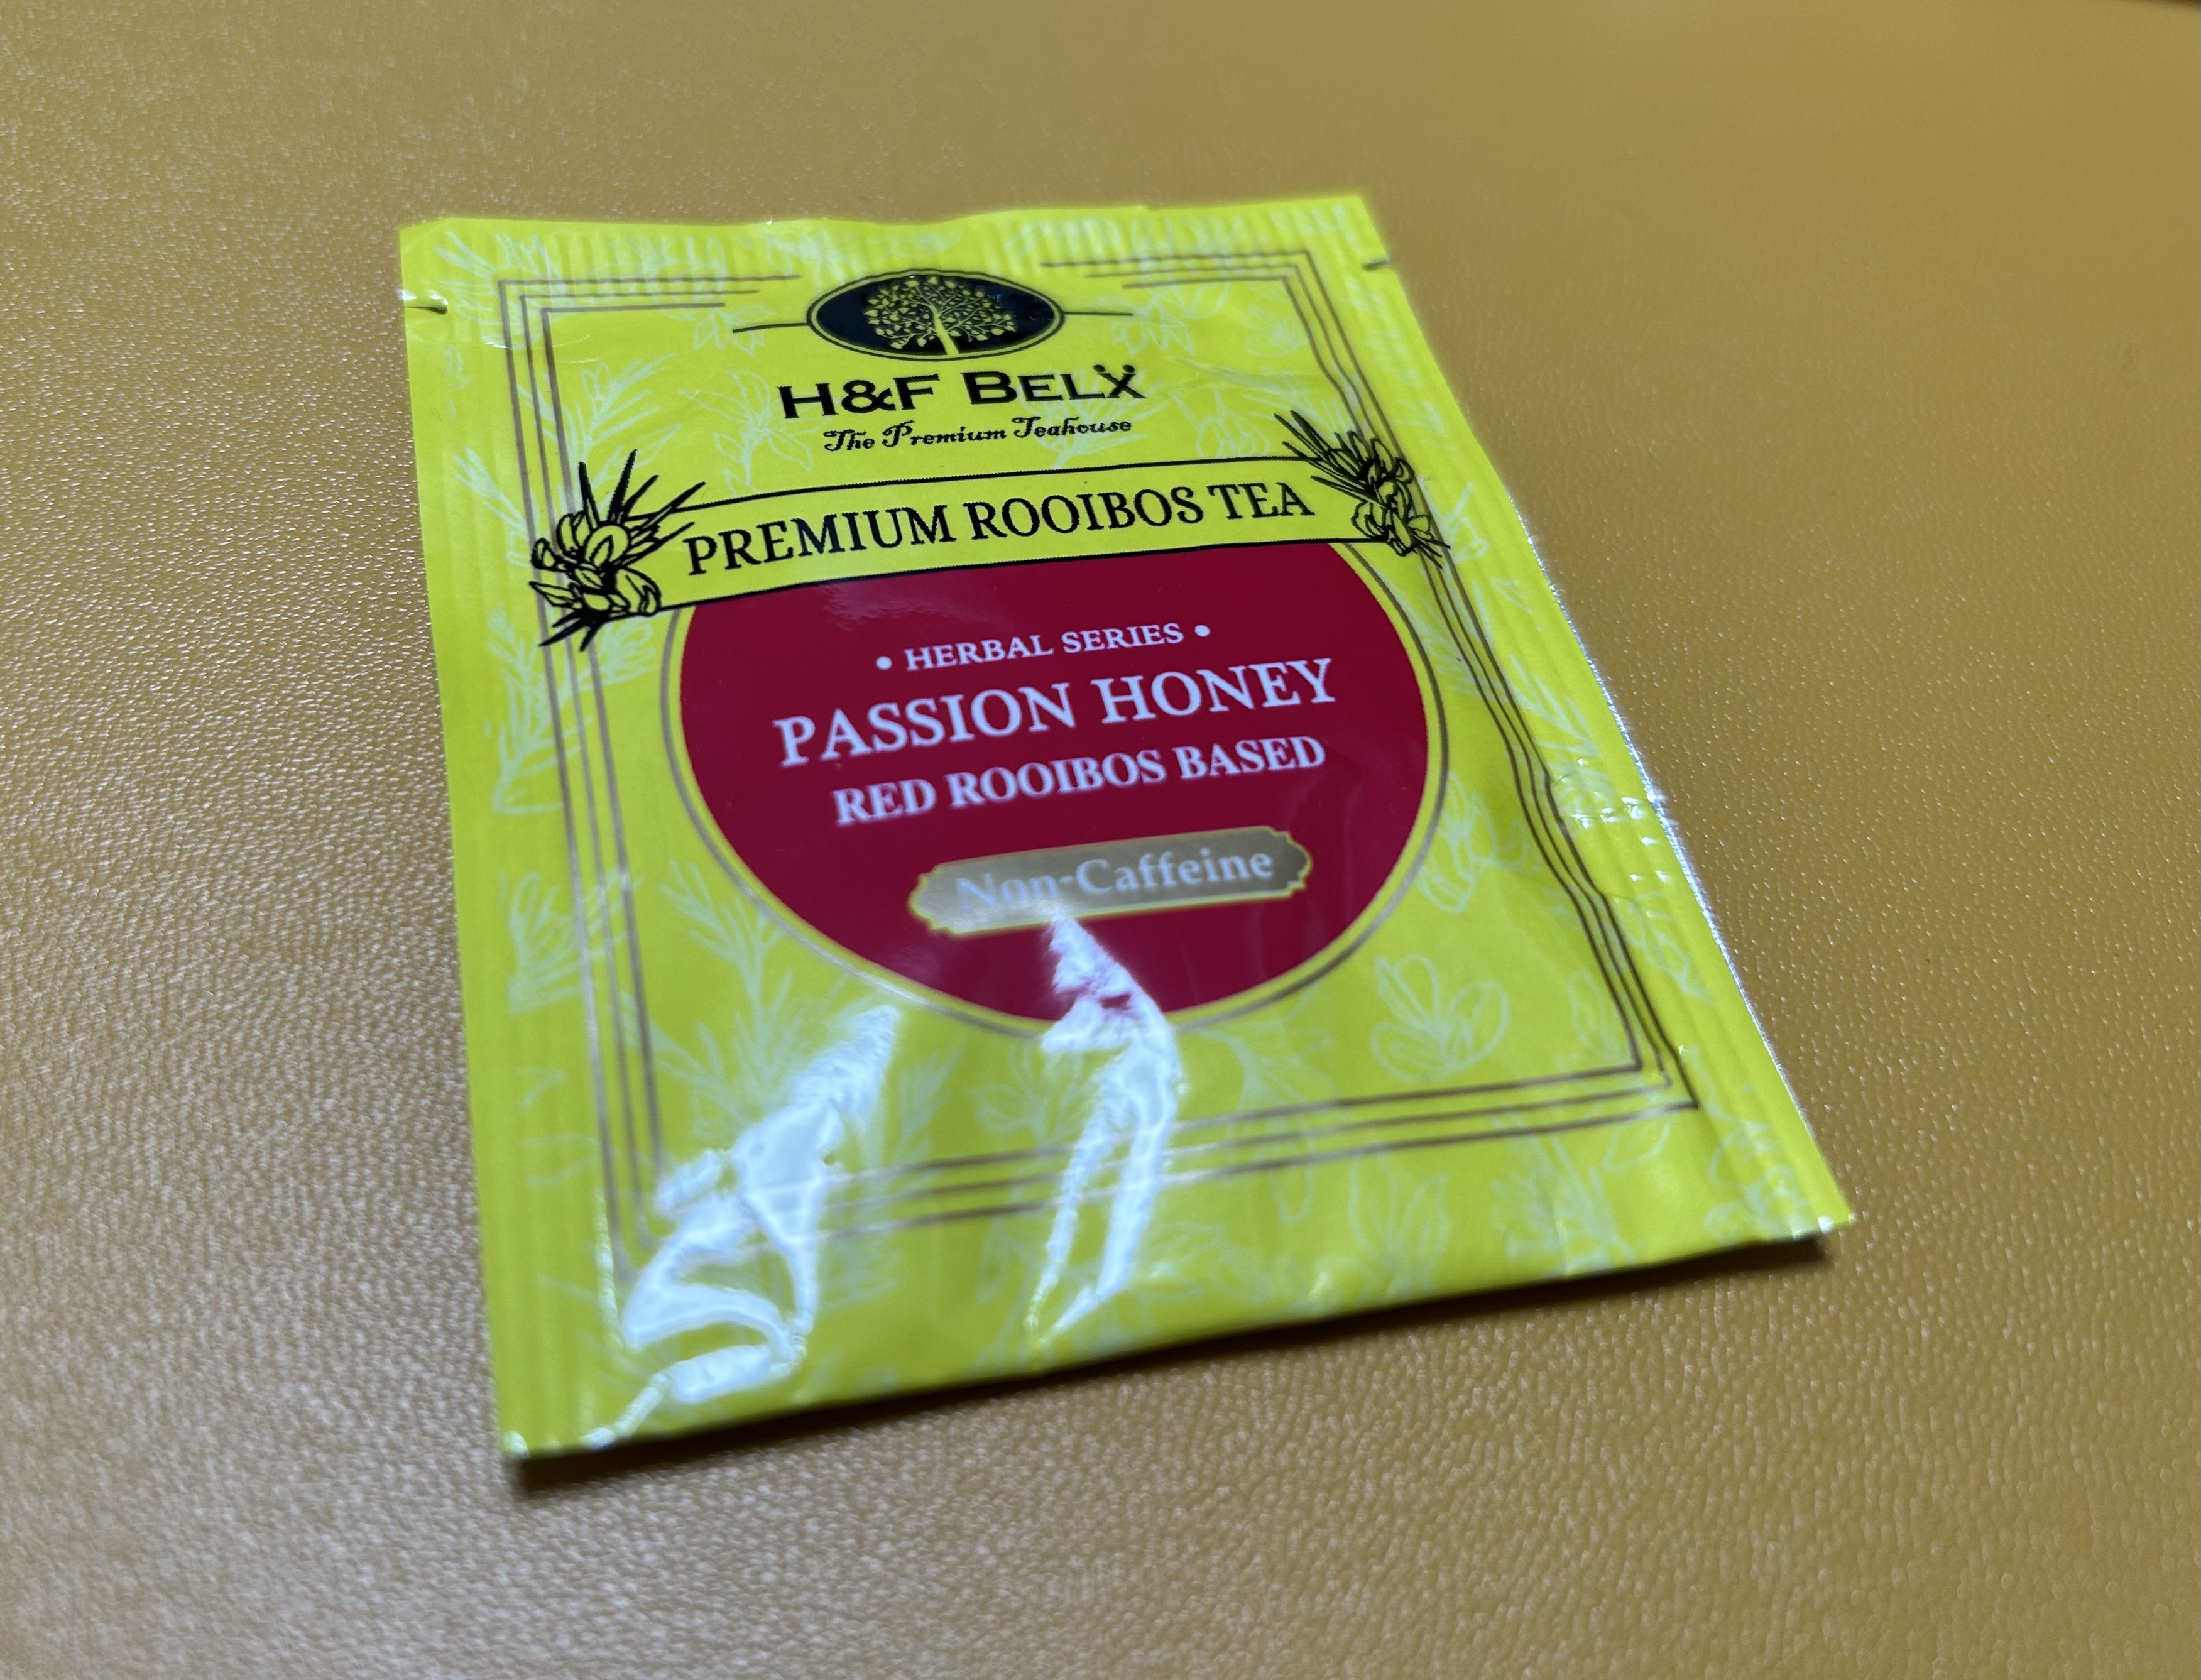 H&F BELX
The Premium Teahouse
PREMIUM ROOIBOS TEA
• HERBAL SERIES •
PASSION HONEY
RED ROOIBOS BASED
Non-Caffeine